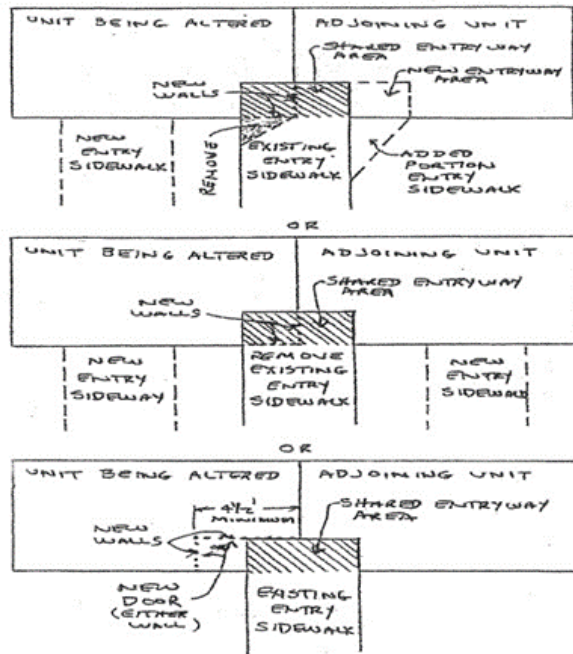 UNIT BEING ALTERED
ADJOINING UNIT
SHARED ENTRYWAY
AREA
NEW
WALLS
NEW ENTRYWAY
AREA
NEW
ENTRY
SIDEWALK
REMOVE
EXISTING
ENTRY
SIDEWALK
ADDED
PORTION
ENTRY
SIDEWALK
OR
UNIT BEING ALTERED
ADJOINING UNIT
NEW
WALLS
SHARED ENTRYWAY
AREA
NEW
ENTRY
SIDEWAY
REMOVE
EXISTING
ENTRY
SIDEWALK
NEW
ENTRY
SIDEWALK
OR
UNIT BEING ALTERED
ADJOINING UNIT
4½'
MINIMUM
SHARED ENTRYWAY
AREA
NEW
WALLS
NEW
DOOR
(EITHER
WALL)
EXISTING
ENTRY
SIDEWALK